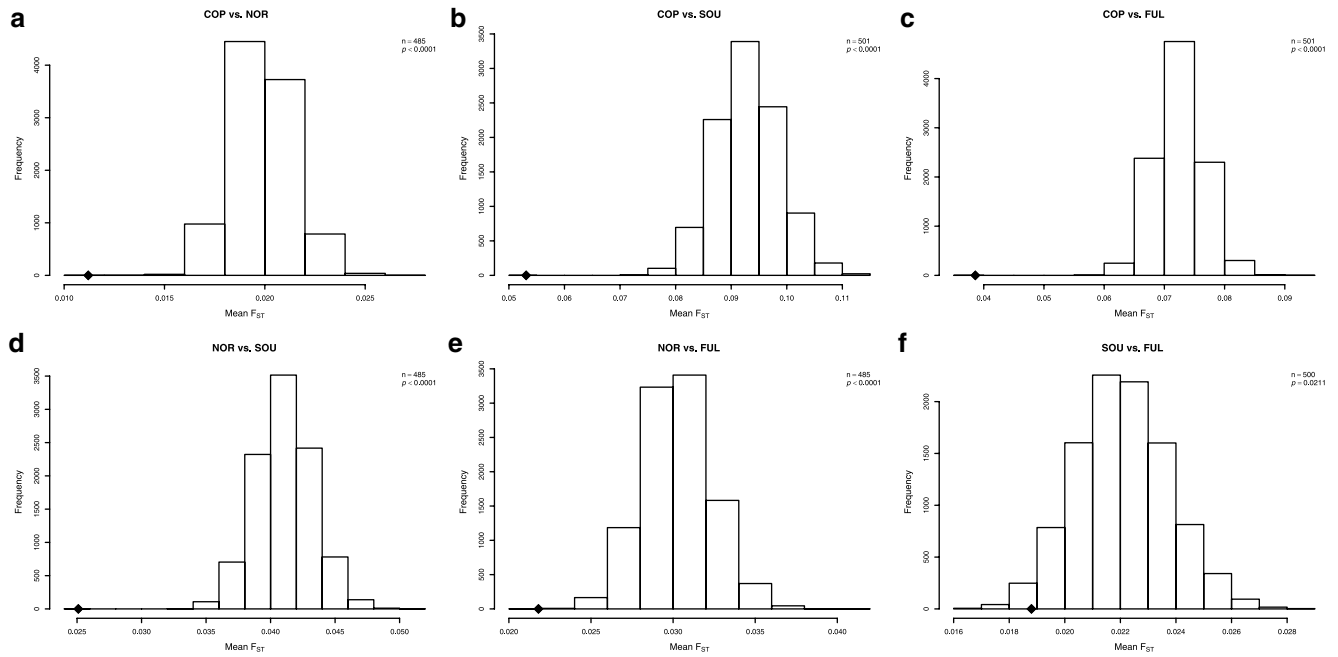 a
COP vs. NOR
n = 485
p < 0.0001
Frequency
0
1000
2000
3000
4000
0.010
0.015
0.020
0.025
Mean FST
b
COP vs. SOU
n = 501
p < 0.0001
Frequency
0
500
1000
1500
2000
2500
3000
3500
0.05
0.06
0.07
0.08
0.09
0.10
0.11
Mean FST
c
COP vs. FUL
n = 501
p < 0.0001
Frequency
0
1000
2000
3000
4000
0.04
0.05
0.06
0.07
0.08
0.09
Mean FST
d
NOR vs. SOU
n = 485
p < 0.0001
Frequency
0
500
1000
1500
2000
2500
3000
3500
0.025
0.030
0.035
0.040
0.045
0.050
Mean FST
e
NOR vs. FUL
n = 485
p < 0.0001
Frequency
0
500
1000
1500
2000
2500
3000
3500
0.020
0.025
0.030
0.035
0.040
Mean FST
f
SOU vs. FUL
n = 500
p = 0.0211
Frequency
0
500
1000
1500
2000
0.016
0.018
0.020
0.022
0.024
0.026
0.028
Mean FST